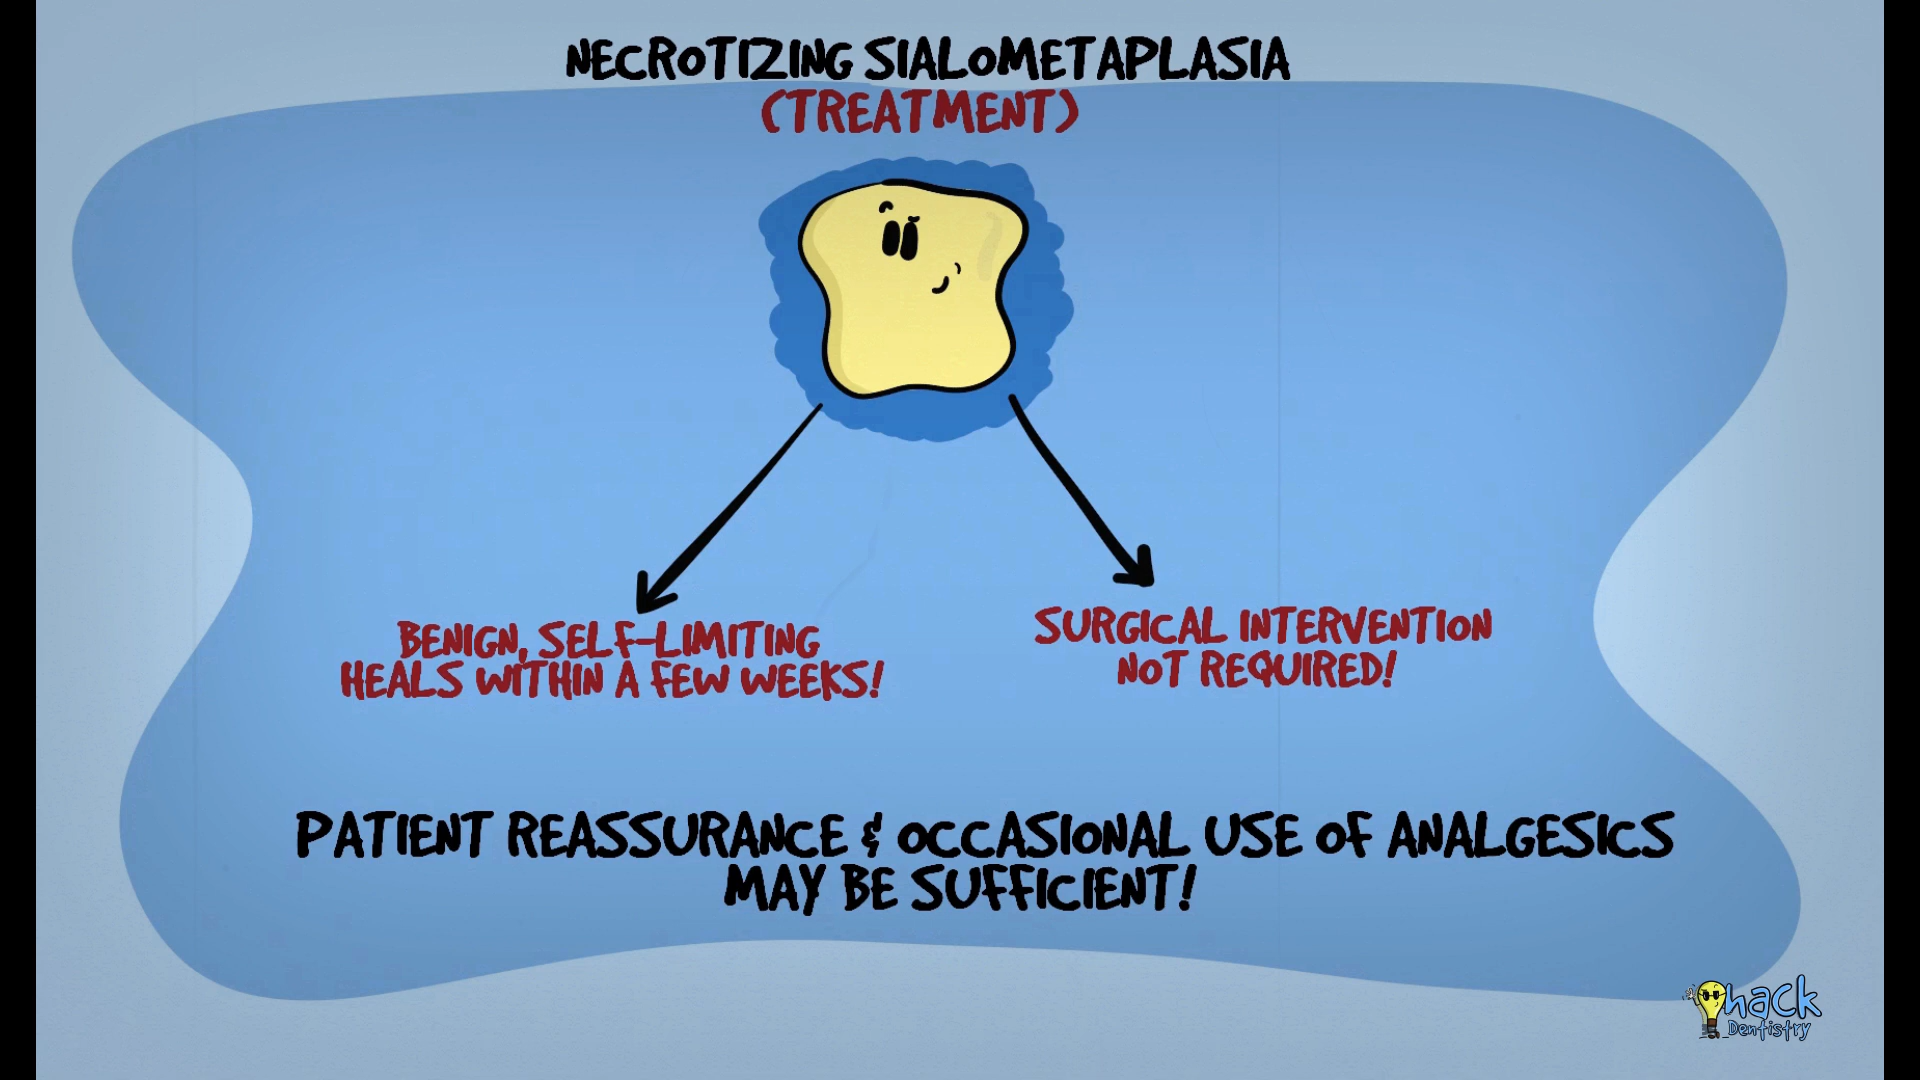 NECROTIZING SIALOMETAPLASIA
(TREATMENT)
BENIGN, SELF-LIMITING
HEALS WITHIN A FEW WEEKS!
SURGICAL INTERVENTION
NOT REQUIRED!
PATIENT REASSURANCE & OCCASIONAL USE OF ANALGESICS
MAY BE SUFFICIENT!
hack
Dentistry